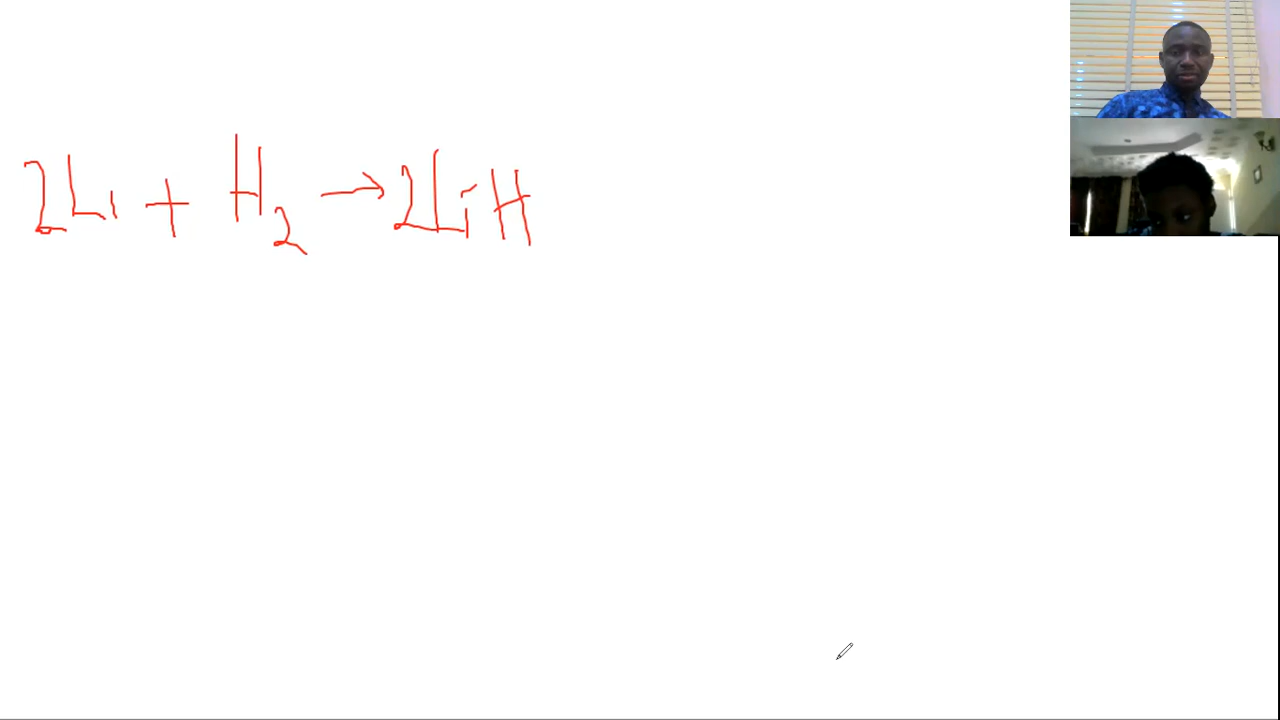 2Li + H₂ → 2LiH